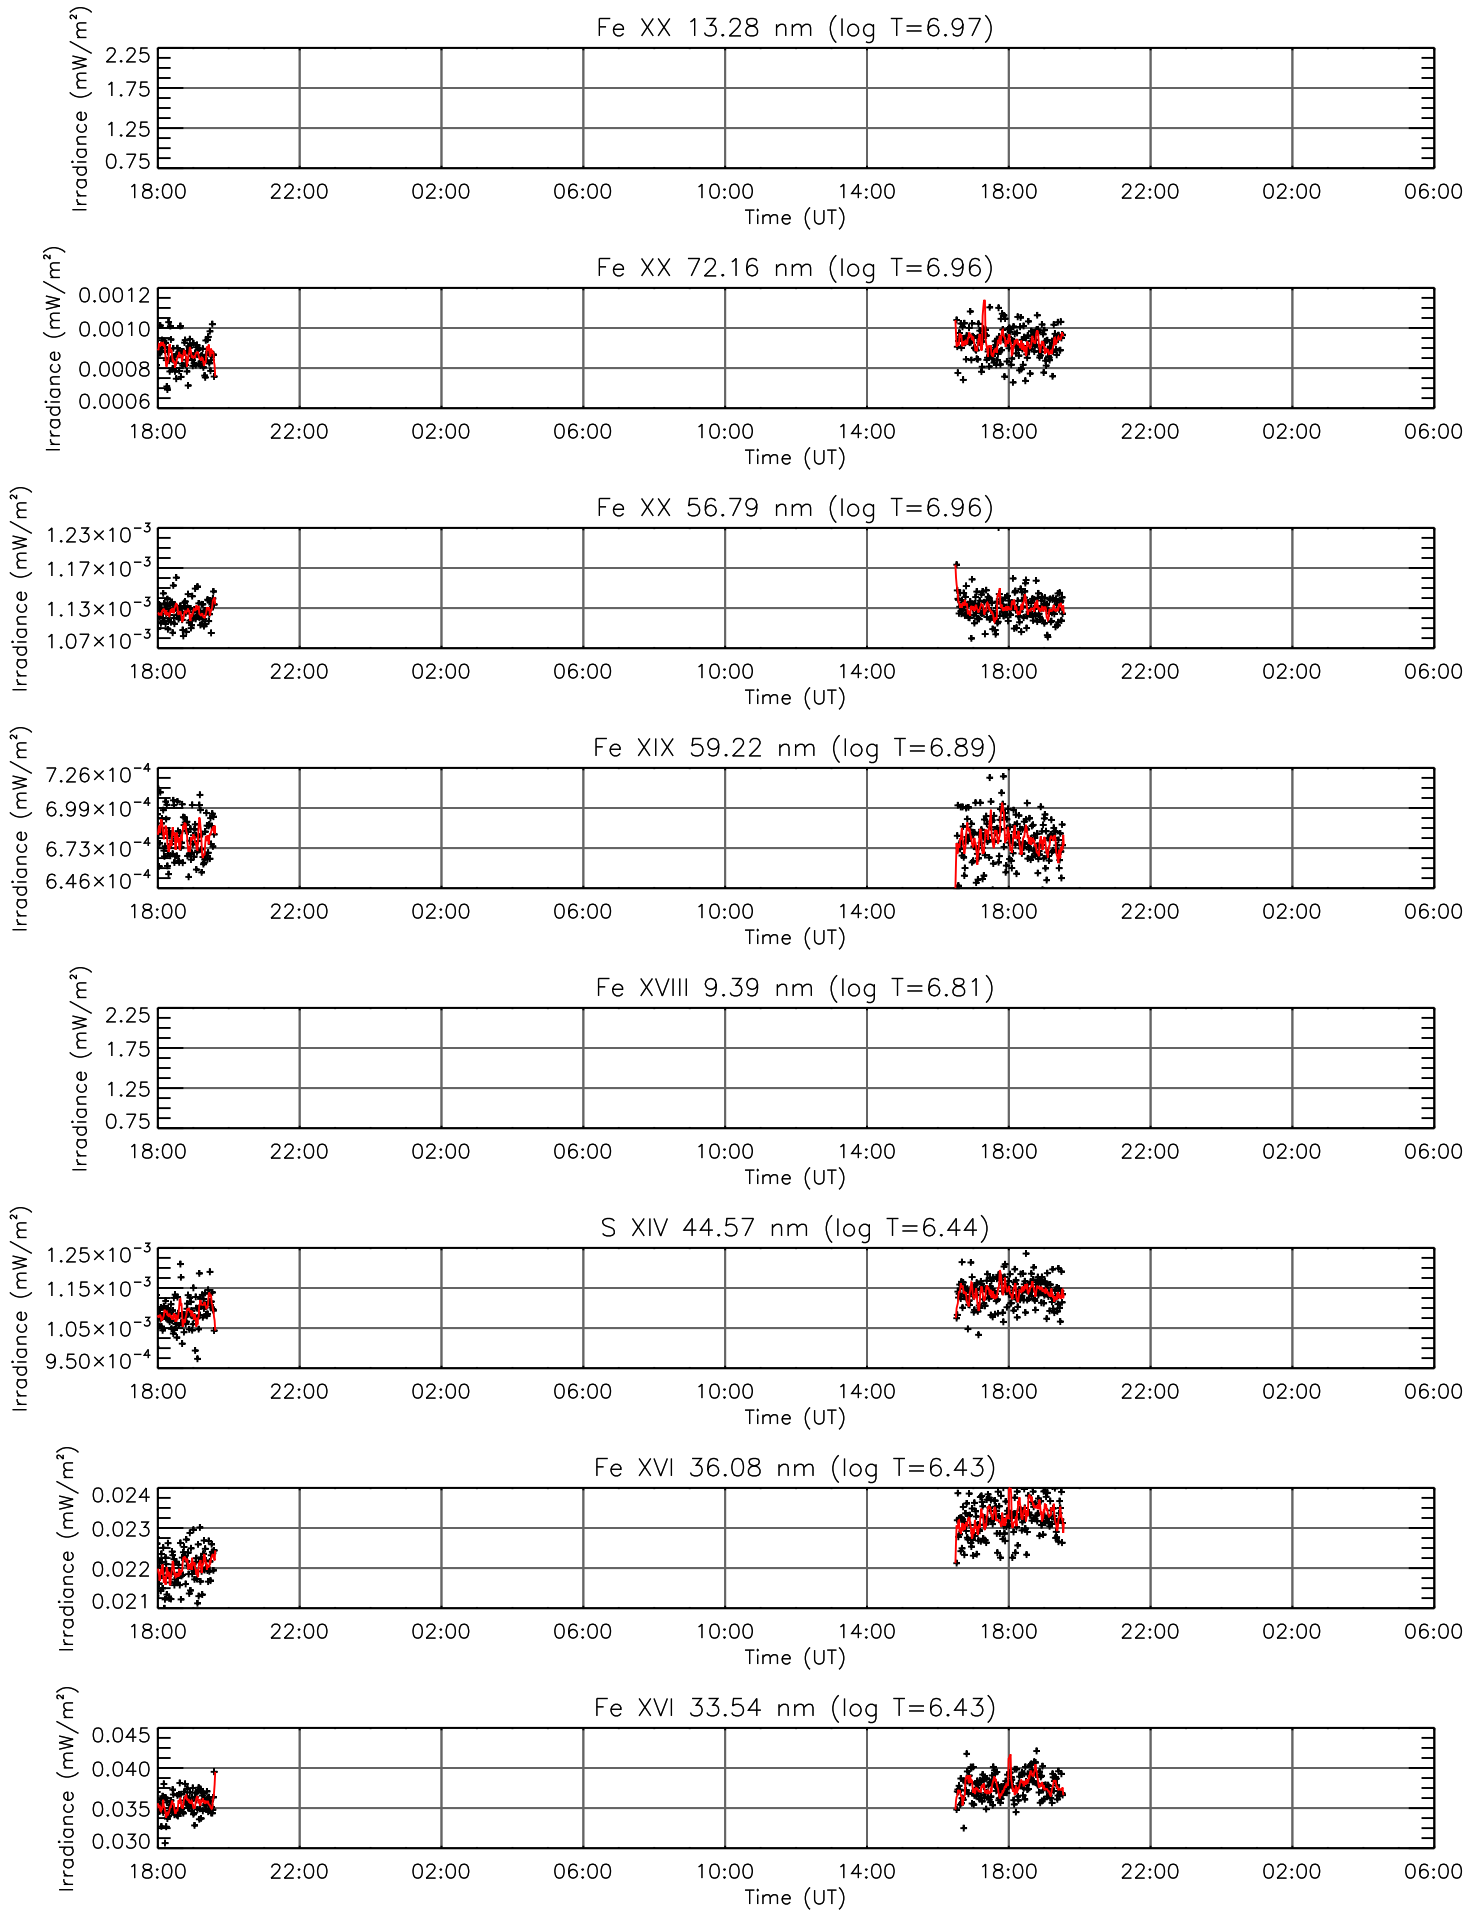 Fe XX 13.28 nm (log T=6.97)
Irradiance (mW/m²)
2.25
1.75
1.25
0.75
18:00 22:00 02:00 06:00 10:00 14:00 18:00 22:00 02:00 06:00
Time (UT)
Fe XX 72.16 nm (log T=6.96)
Irradiance (mW/m²)
0.0012
0.0010
0.0008
0.0006
18:00 22:00 02:00 06:00 10:00 14:00 18:00 22:00 02:00 06:00
Time (UT)
Fe XX 56.79 nm (log T=6.96)
Irradiance (mW/m²)
1.23×10⁻³
1.17×10⁻³
1.13×10⁻³
1.07×10⁻³
18:00 22:00 02:00 06:00 10:00 14:00 18:00 22:00 02:00 06:00
Time (UT)
Fe XIX 59.22 nm (log T=6.89)
Irradiance (mW/m²)
7.26×10⁻⁴
6.99×10⁻⁴
6.73×10⁻⁴
6.46×10⁻⁴
18:00 22:00 02:00 06:00 10:00 14:00 18:00 22:00 02:00 06:00
Time (UT)
Fe XVIII 9.39 nm (log T=6.81)
Irradiance (mW/m²)
2.25
1.75
1.25
0.75
18:00 22:00 02:00 06:00 10:00 14:00 18:00 22:00 02:00 06:00
Time (UT)
S XIV 44.57 nm (log T=6.44)
Irradiance (mW/m²)
1.25×10⁻³
1.15×10⁻³
1.05×10⁻³
9.50×10⁻⁴
18:00 22:00 02:00 06:00 10:00 14:00 18:00 22:00 02:00 06:00
Time (UT)
Fe XVI 36.08 nm (log T=6.43)
Irradiance (mW/m²)
0.024
0.023
0.022
0.021
18:00 22:00 02:00 06:00 10:00 14:00 18:00 22:00 02:00 06:00
Time (UT)
Fe XVI 33.54 nm (log T=6.43)
Irradiance (mW/m²)
0.045
0.040
0.035
0.030
18:00 22:00 02:00 06:00 10:00 14:00 18:00 22:00 02:00 06:00
Time (UT)